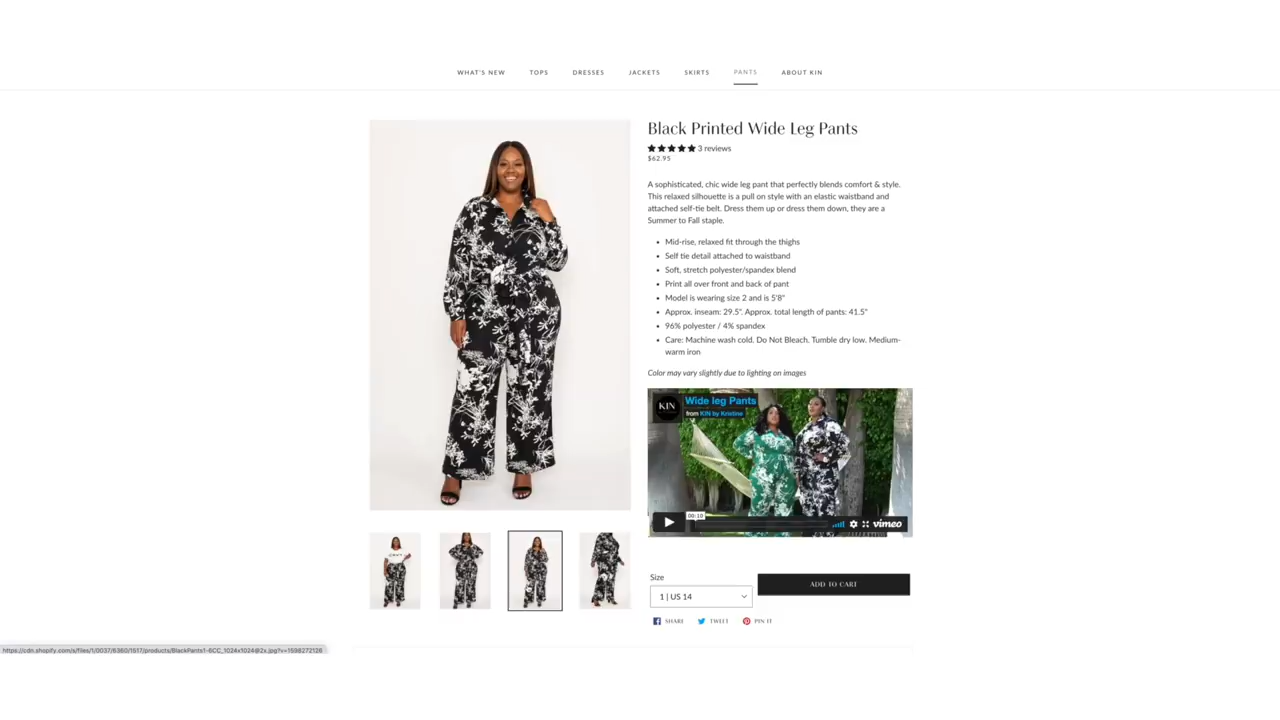 WHAT'S NEW TOPS DRESSES JACKETS SKIRTS PANTS ABOUT KIN
Black Printed Wide Leg Pants
3 reviews
$62.95
A sophisticated, chic wide leg pant that perfectly blends comfort & style.
This relaxed silhouette is a pull on style with an elastic waistband and
attached self-tie belt. Dress them up or dress them down, they are a
Summer to Fall staple.
Mid-rise, relaxed fit through the thighs
Self tie detail attached to waistband
Soft, stretch polyester/spandex blend
Print all over front and back of pant
Model is wearing size 2 and is 5'8"
Approx. inseam: 29.5". Approx. total length of pants: 41.5"
96% polyester / 4% spandex
Care: Machine wash cold. Do Not Bleach. Tumble dry low. Medium-
warm iron
Color may vary slightly due to lighting on images
KIN
Wide leg Pants
from KIN by Kristine
00:10
vimeo
Size
1 | US 14
ADD TO CART
SHARE TWEET PIN IT